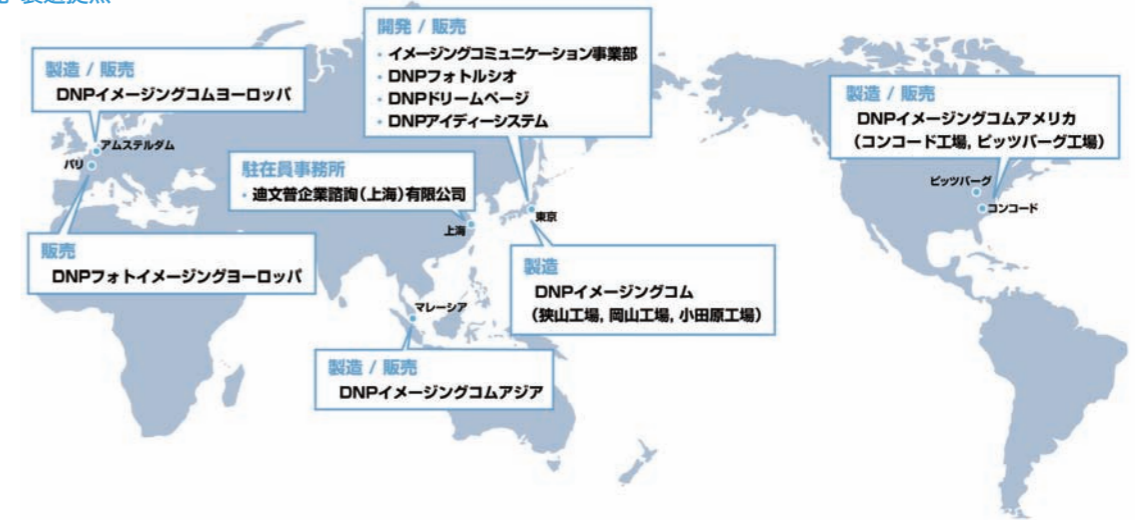 製造拠点
開発 / 販売
・イメージングコミュニケーション事業部
・DNPフォトルシオ
・DNPドリームページ
・DNPアイディーシステム
製造 / 販売
DNPイメージングコムヨーロッパ
製造 / 販売
DNPイメージングコムアメリカ
（コンコード工場, ピッツバーグ工場）
アムステルダム
パリ
駐在員事務所
・迪文普企業諮詢（上海）有限公司
ピッツバーグ
コンコード
東京
上海
販売
DNPフォトイメージングヨーロッパ
製造
DNPイメージングコム
（狭山工場, 岡山工場, 小田原工場）
マレーシア
製造 / 販売
DNPイメージングコムアジア